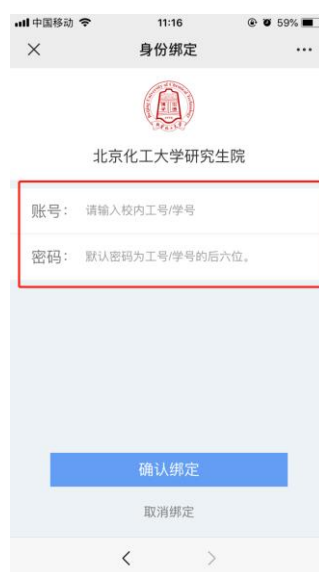 中国移动 11:16 59%
身份绑定
北京化工大学研究生院
账号: 请输入校内工号/学号
密码: 默认密码为工号/学号的后六位。
确认绑定
取消绑定